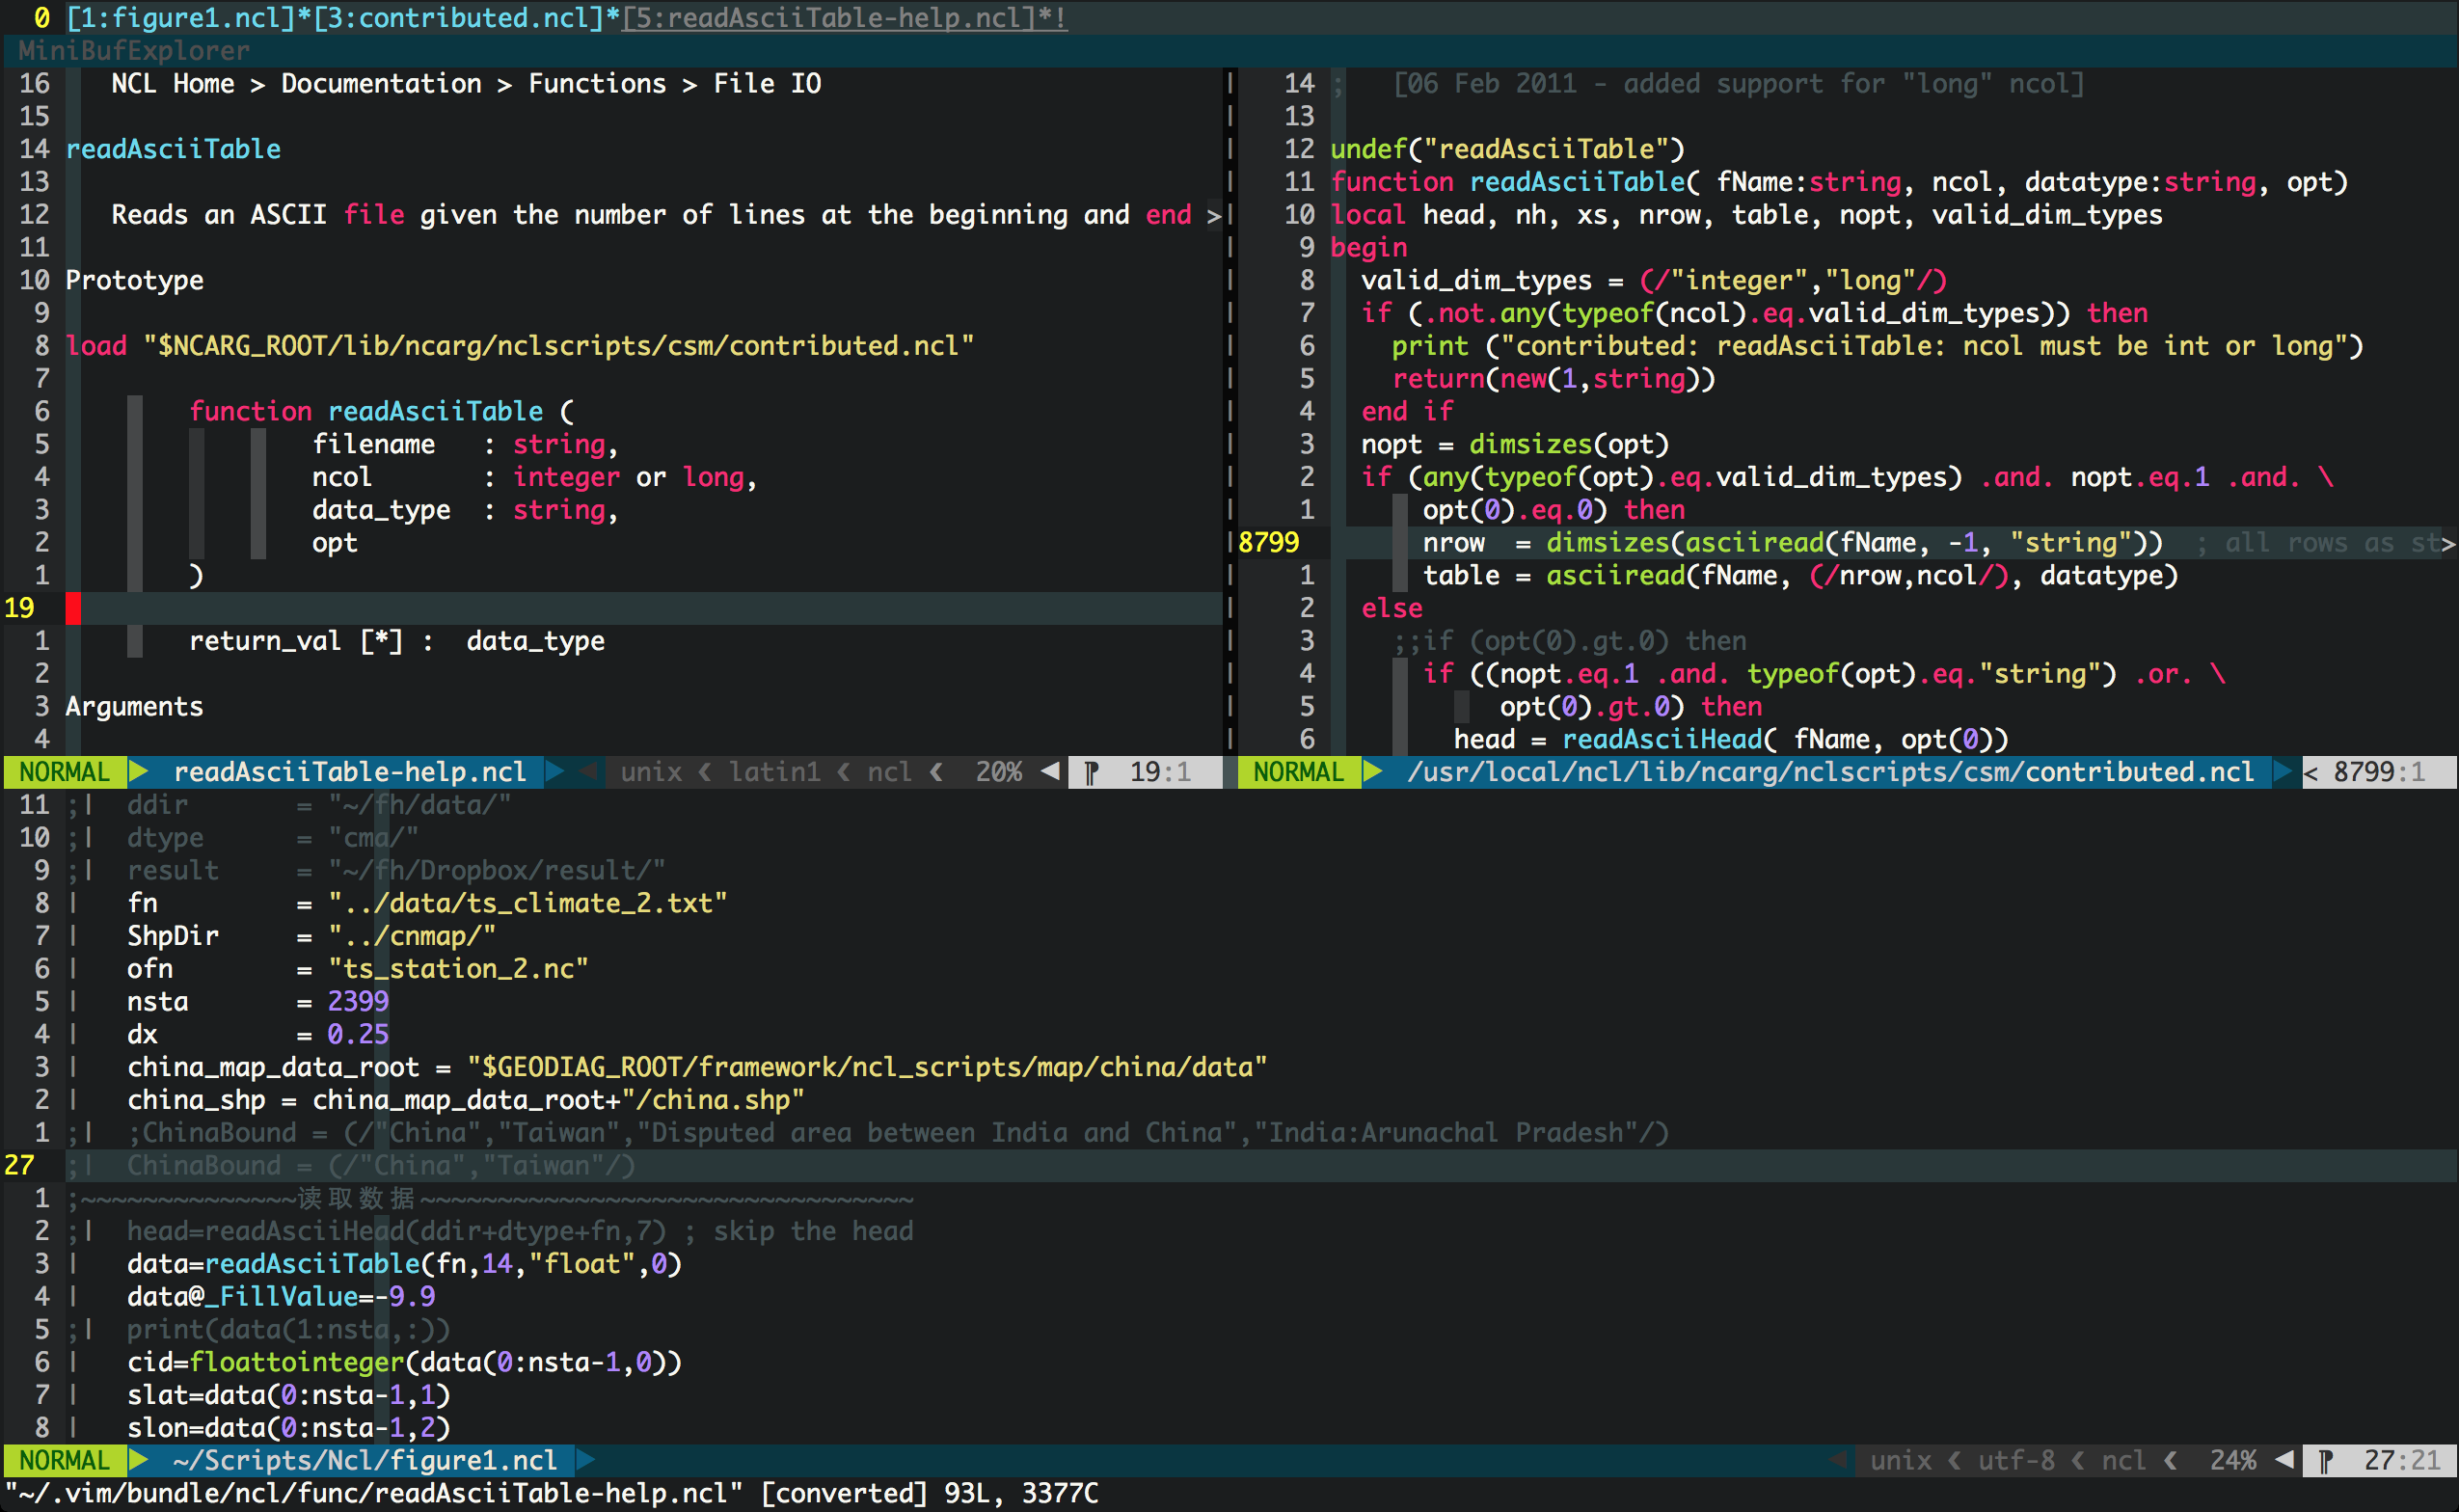 0 [1:figure1.ncl]*[3:contributed.ncl]*[5:readAsciiTable-help.ncl]*!
MiniBufExplorer
16 NCL Home > Documentation > Functions > File IO
15
14 readAsciiTable
13
12 Reads an ASCII file given the number of lines at the beginning and end >
11
10 Prototype
9
8 load "$NCARG_ROOT/lib/ncarg/nclscripts/csm/contributed.ncl"
7
6 function readAsciiTable (
5 filename : string,
4 ncol : integer or long,
3 data_type : string,
2 opt
1 )
19
1 return_val [*] : data_type
2
3 Arguments
4
NORMAL readAsciiTable-help.ncl unix ❮ latin1 ❮ ncl ❮ 20% ⁋ 19:1
14 ; [06 Feb 2011 - added support for "long" ncol]
13
12 undef("readAsciiTable")
11 function readAsciiTable( fName:string, ncol, datatype:string, opt)
10 local head, nh, xs, nrow, table, nopt, valid_dim_types
9 begin
8 valid_dim_types = (/"integer","long"/)
7 if (.not.any(typeof(ncol).eq.valid_dim_types)) then
6 print ("contributed: readAsciiTable: ncol must be int or long")
5 return(new(1,string))
4 end if
3 nopt = dimsizes(opt)
2 if (any(typeof(opt).eq.valid_dim_types) .and. nopt.eq.1 .and. \
1 opt(0).eq.0) then
8799 nrow = dimsizes(asciiread(fName, -1, "string")) ; all rows as st>
1 table = asciiread(fName, (/nrow,ncol/), datatype)
2 else
3 ;;if (opt(0).gt.0) then
4 if ((nopt.eq.1 .and. typeof(opt).eq."string") .or. \
5 opt(0).gt.0) then
6 head = readAsciiHead( fName, opt(0))
NORMAL /usr/local/ncl/lib/ncarg/nclscripts/csm/contributed.ncl < 8799:1
11 ;| ddir = "~/fh/data/"
10 ;| dtype = "cma/"
9 ;| result = "~/fh/Dropbox/result/"
8 | fn = "../data/ts_climate_2.txt"
7 | ShpDir = "../cnmap/"
6 | ofn = "ts_station_2.nc"
5 | nsta = 2399
4 | dx = 0.25
3 | china_map_data_root = "$GEODIAG_ROOT/framework/ncl_scripts/map/china/data"
2 | china_shp = china_map_data_root+"/china.shp"
1 ;| ;ChinaBound = (/"China","Taiwan","Disputed area between India and China","India:Arunachal Pradesh"/)
27 ;| ChinaBound = (/"China","Taiwan"/)
1 ;~~~~~~~~~~~~~~读取数据~~~~~~~~~~~~~~~~~~~~~~~~~~~~~~~~
2 ;| head=readAsciiHead(ddir+dtype+fn,7) ; skip the head
3 | data=readAsciiTable(fn,14,"float",0)
4 | data@_FillValue=-9.9
5 ;| print(data(1:nsta,:))
6 | cid=floattointeger(data(0:nsta-1,0))
7 | slat=data(0:nsta-1,1)
8 | slon=data(0:nsta-1,2)
NORMAL ~/Scripts/Ncl/figure1.ncl unix ❮ utf-8 ❮ ncl ❮ 24% ⁋ 27:21
"~/.vim/bundle/ncl/func/readAsciiTable-help.ncl" [converted] 93L, 3377C